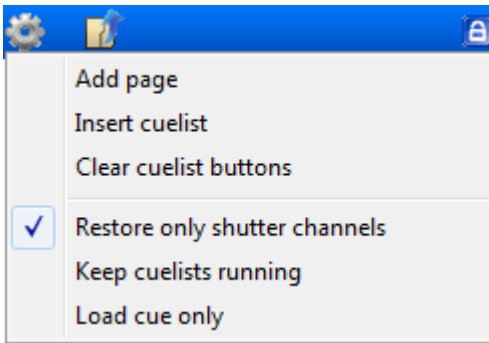 Add page
Insert cuelist
Clear cuelist buttons
Restore only shutter channels
Keep cuelists running
Load cue only